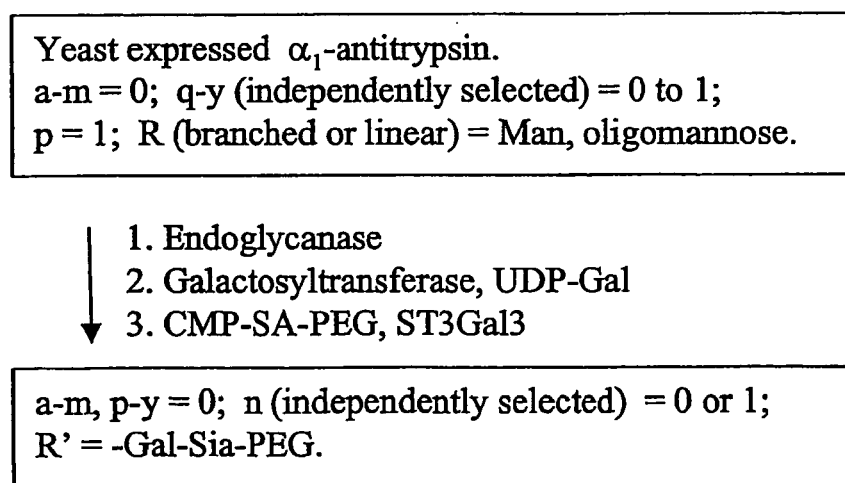 Yeast expressed α₁-antitrypsin.
a-m = 0; q-y (independently selected) = 0 to 1;
p = 1; R (branched or linear) = Man, oligomannose.
1. Endoglycanase
2. Galactosyltransferase, UDP-Gal
3. CMP-SA-PEG, ST3Gal3
a-m, p-y = 0; n (independently selected) = 0 or 1;
R’ = -Gal-Sia-PEG.